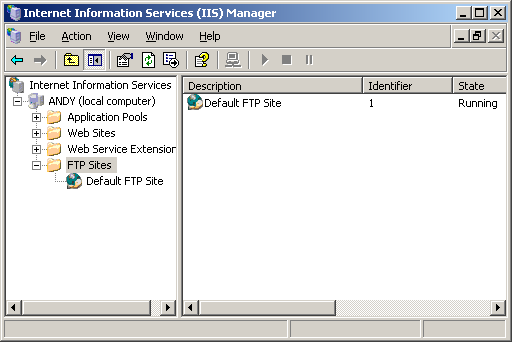 Internet Information Services (IIS) Manager
File Action View Window Help
Internet Information Services
ANDY (local computer)
Application Pools
Web Sites
Web Service Extension
FTP Sites
Default FTP Site
Description Identifier State
Default FTP Site 1 Running